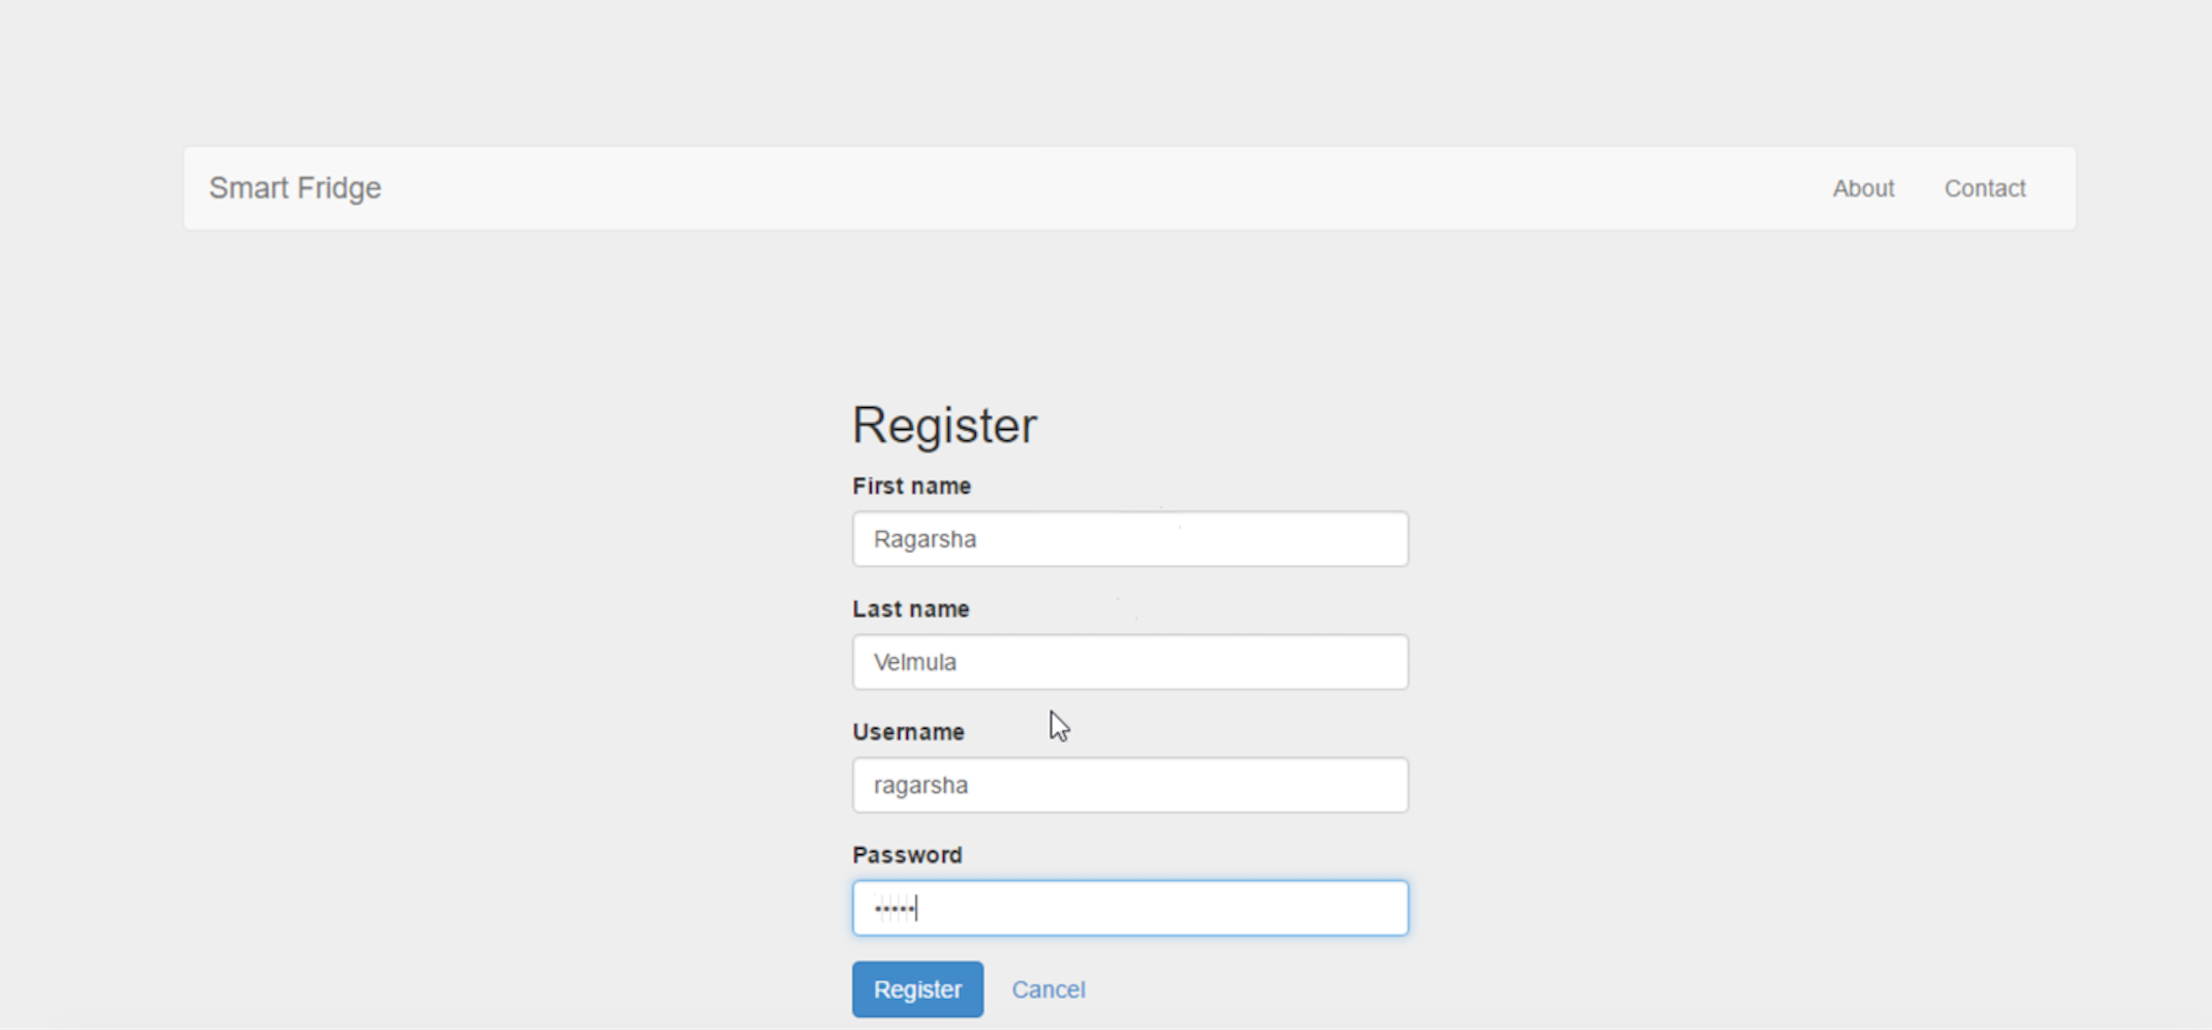 Smart Fridge About Contact
Register
First name
Ragarsha
Last name
Velmula
Username
ragarsha
Password
•••••
Register Cancel